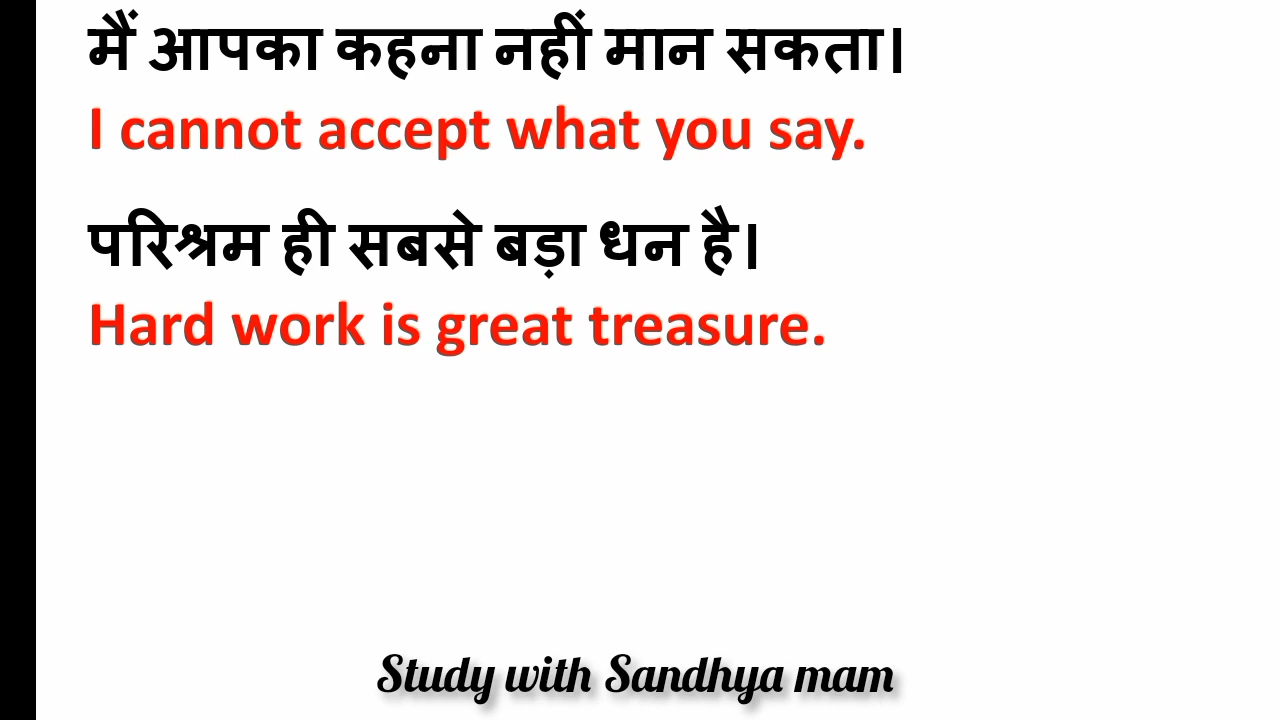 मैं आपका कहना नहीं मान सकता।
I cannot accept what you say.
परिश्रम ही सबसे बड़ा धन है।
Hard work is great treasure.
Study with Sandhya mam